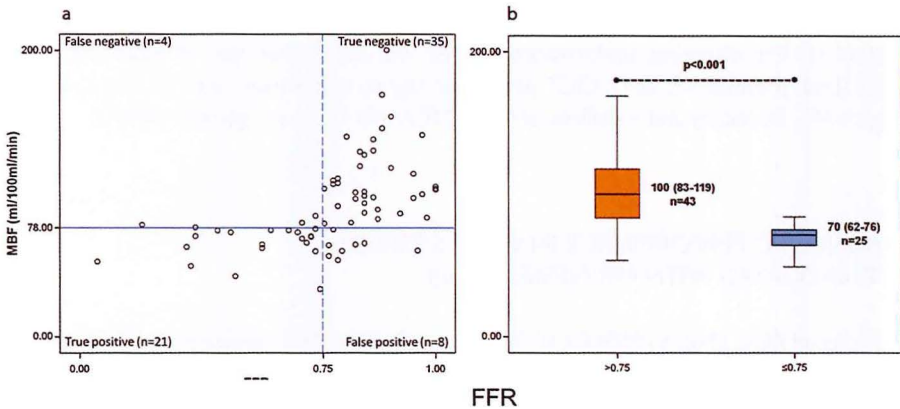 a
b
False negative (n=4)
True negative (n=35)
200.00
78.00
0.00
MBF (ml/100ml/min)
True positive (n=21)
False positive (n=8)
0.00
0.75
1.00
200.00
p<0.001
100 (83-119)
n=43
70 (62-76)
n=25
0.00
>0.75
≤0.75
FFR